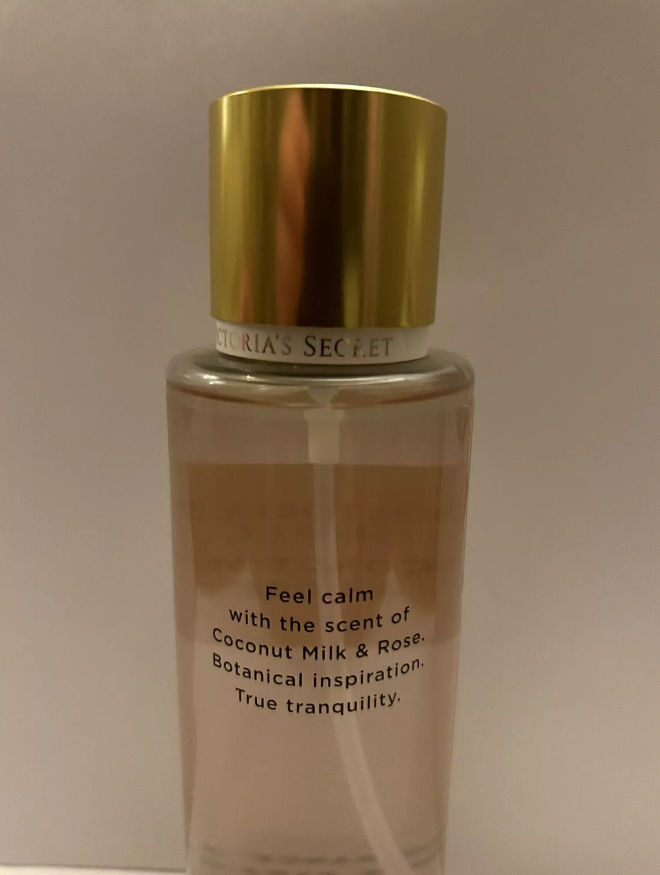 CTORIA'S SECRET
Feel calm
with the scent of
Coconut Milk & Rose.
Botanical inspiration.
True tranquility.